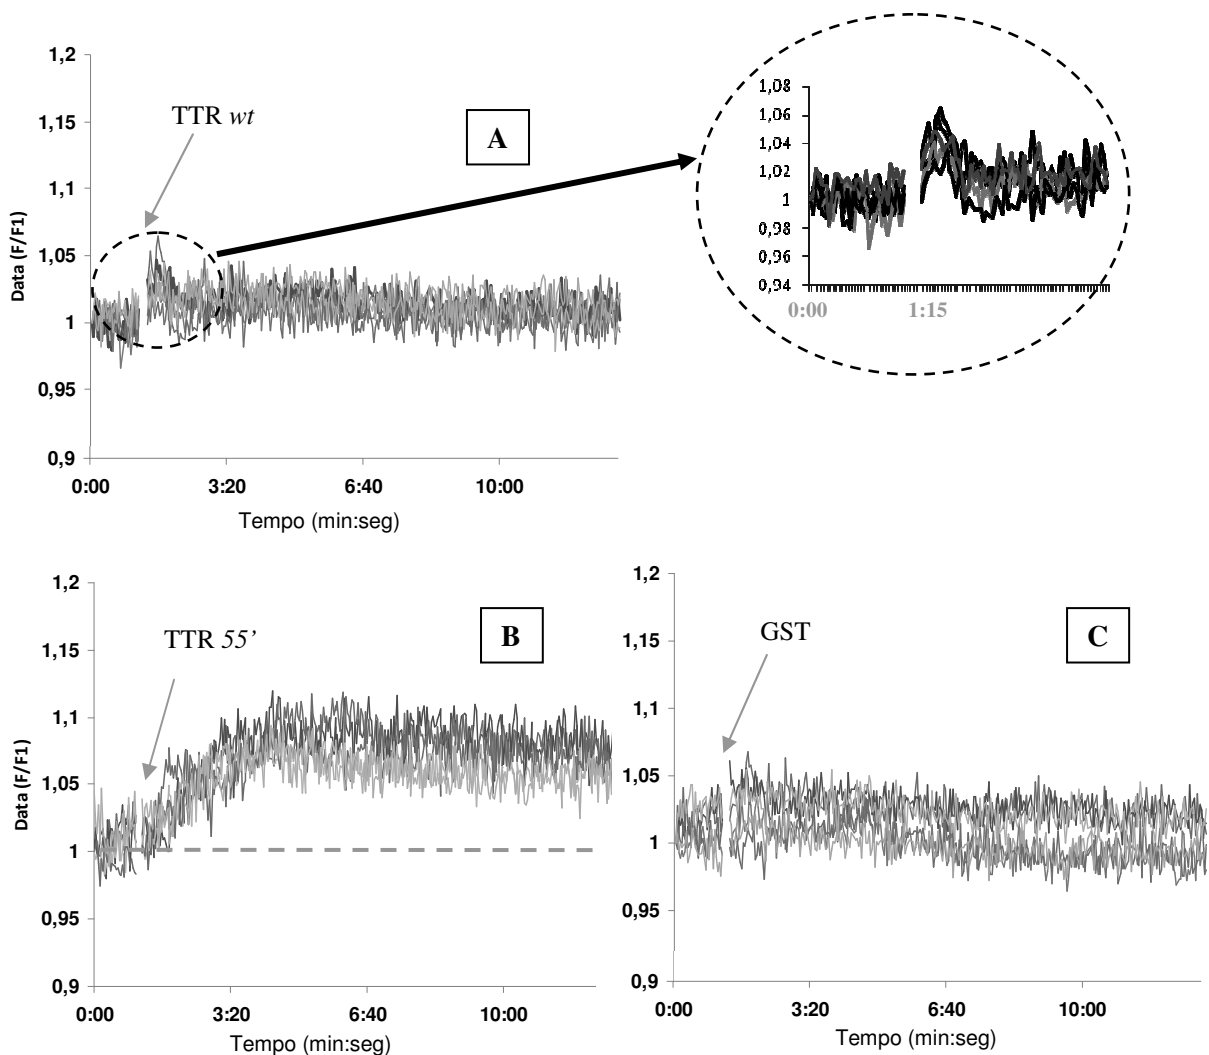 1,2
1,15
1,1
1,05
1
0,95
0,9
Data (F/F1)
0:00 3:20 6:40 10:00
Tempo (min:seg)
TTR wt
A
1,08
1,06
1,04
1,02
1
0,98
0,96
0,94
0:00 1:15
1,2
1,15
1,1
1,05
1
0,95
0,9
Data (F/F1)
0:00 3:20 6:40 10:00
Tempo (min:seg)
TTR 55’
B
1,2
1,15
1,1
1,05
1
0,95
0,9
0:00 3:20 6:40 10:00
Tempo (min:seg)
GST
C